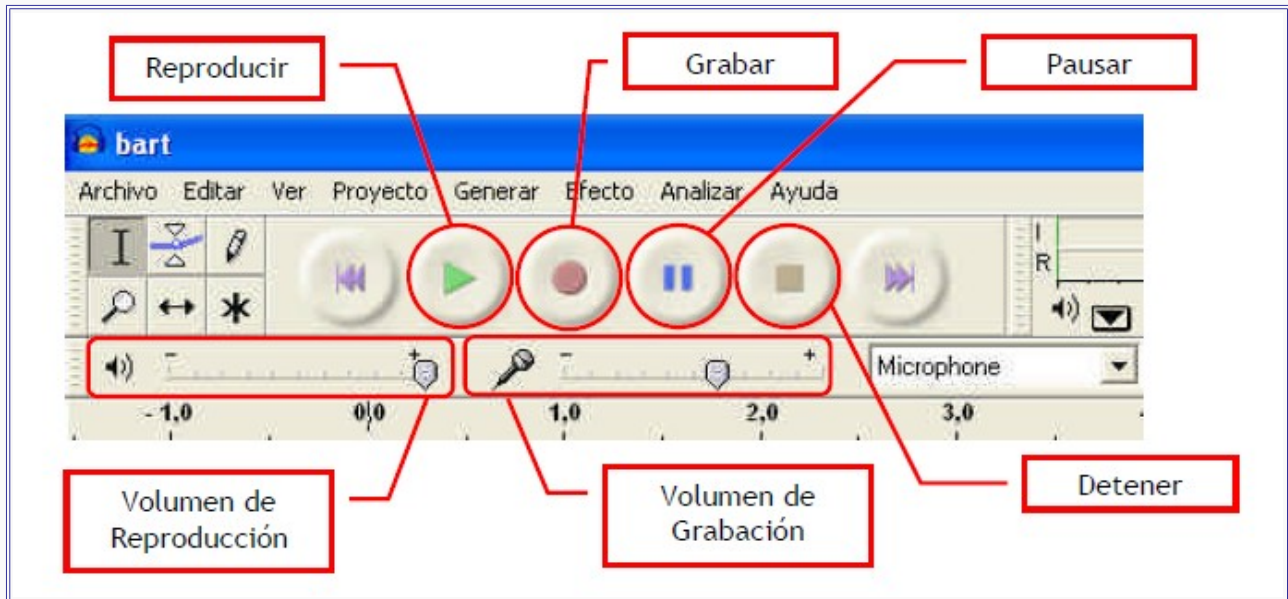 Reproducir
Grabar
Pausar
bart
Archivo Editar Ver Proyecto Generar Efecto Analizar Ayuda
I
R
- +
- +
Microphone
- 1,0 0,0 1,0 2,0 3,0
Volumen de
Reproducción
Volumen de
Grabación
Detener